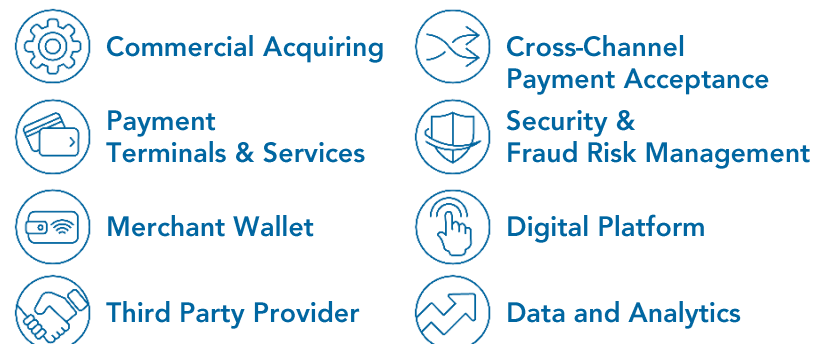 Commercial Acquiring
Cross-Channel
Payment Acceptance
Payment
Terminals & Services
Security &
Fraud Risk Management
Merchant Wallet
Digital Platform
Third Party Provider
Data and Analytics